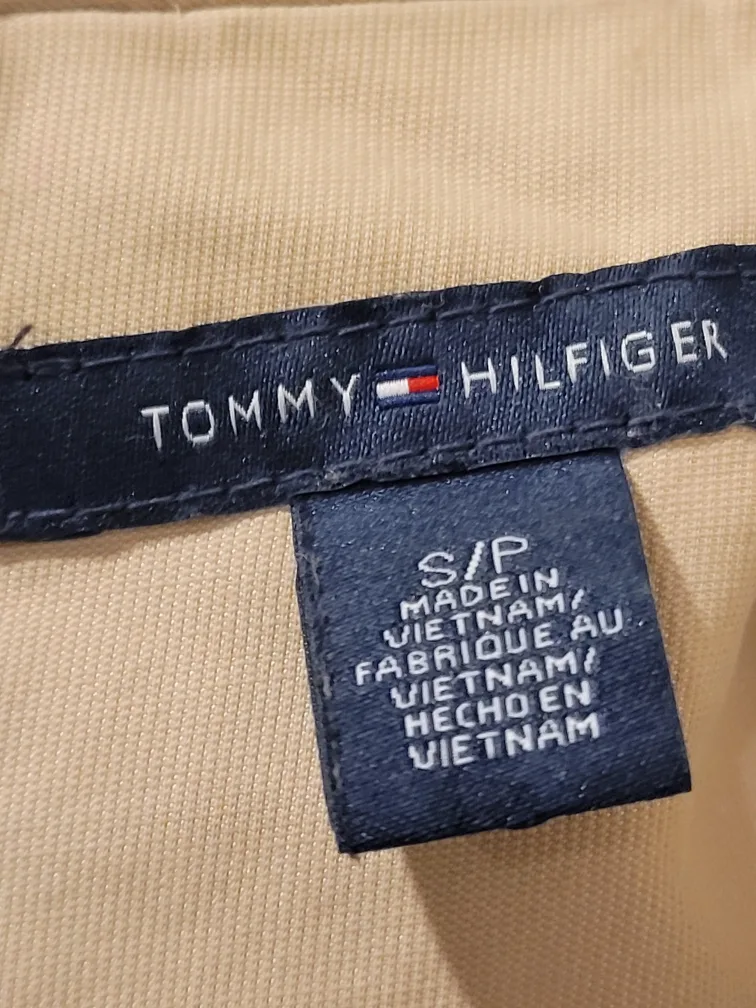 TOMMY HILFIGER
S/P
MADE IN
VIETNAM/
FABRIQUE AU
VIETNAM/
HECHO EN
VIETNAM